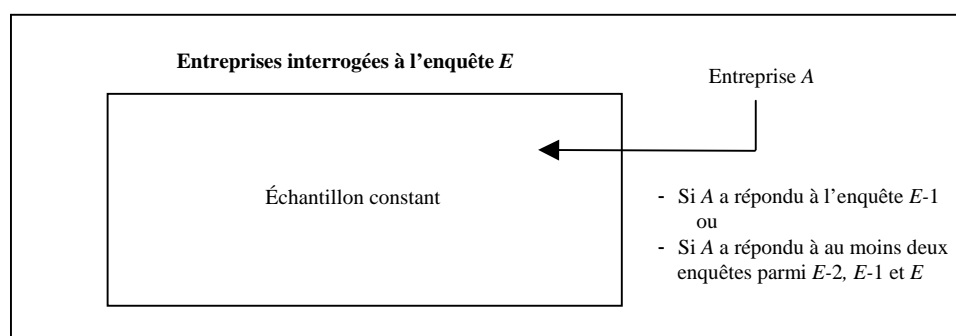 Entreprises interrogées à l’enquête E
Entreprise A
Échantillon constant
- Si A a répondu à l’enquête E-1
ou
- Si A a répondu à au moins deux
enquêtes parmi E-2, E-1 et E